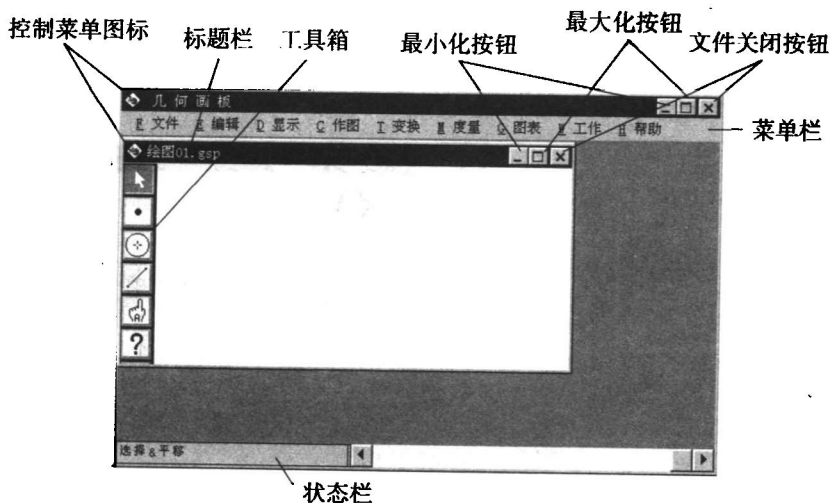 控制菜单图标 标题栏 工具箱 最小化按钮 最大化按钮 文件关闭按钮
几何画板
F 文件 E 编辑 D 显示 C 作图 T 变换 M 度量 G 图表 W 工作 H 帮助 菜单栏
绘图01.gsp
A
?
选择&平移
状态栏